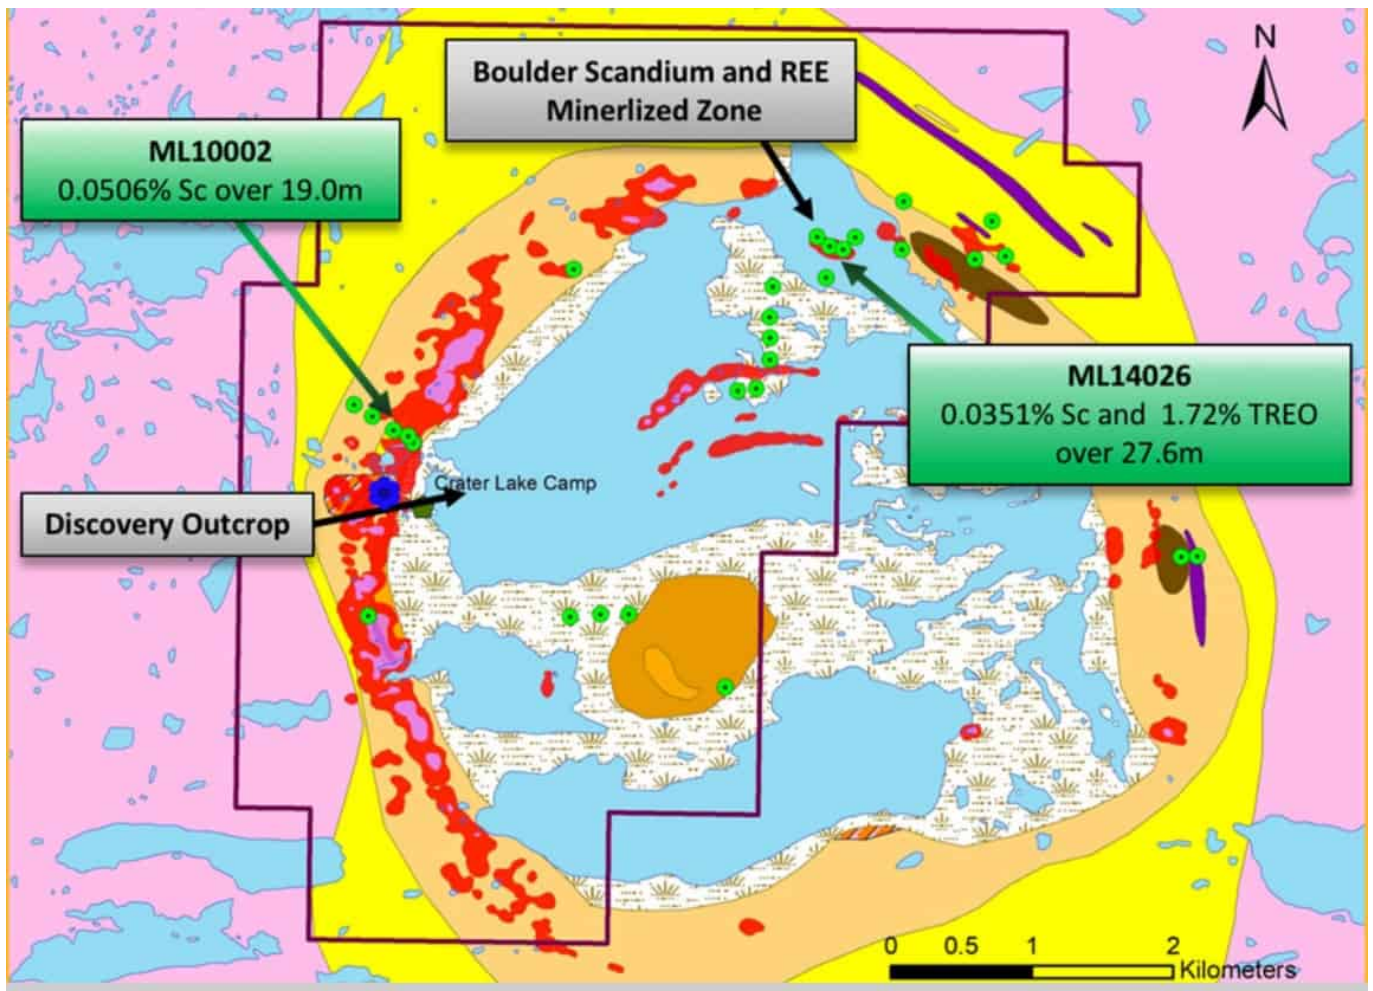 N
Boulder Scandium and REE
Minerlized Zone
ML10002
0.0506% Sc over 19.0m
ML14026
0.0351% Sc and 1.72% TREO
over 27.6m
Crater Lake Camp
Discovery Outcrop
0 0.5 1 2
Kilometers